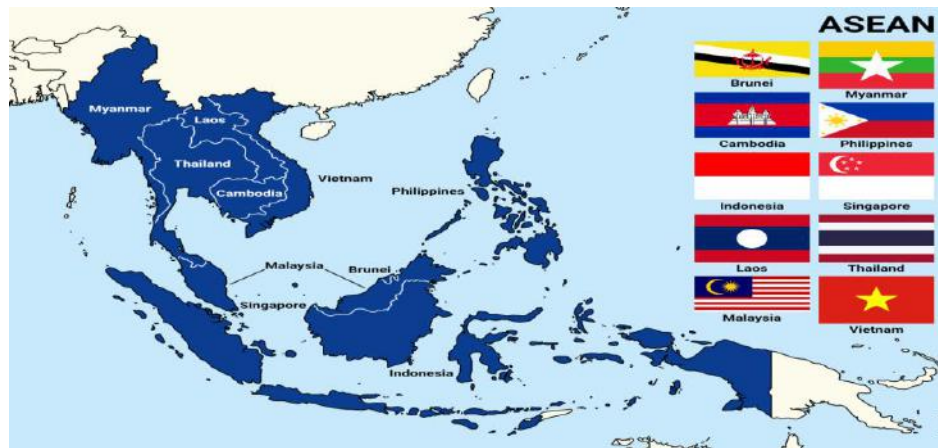 ASEAN
Brunei
Myanmar
Cambodia
Philippines
Indonesia
Singapore
Laos
Thailand
Malaysia
Vietnam
Myanmar
Laos
Thailand
Cambodia
Vietnam
Philippines
Malaysia
Brunei
Singapore
Indonesia